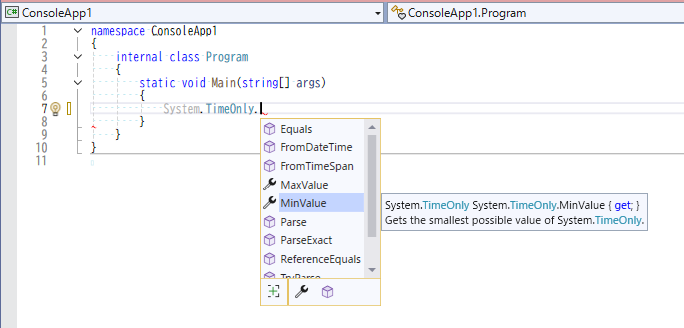 C# ConsoleApp1
ConsoleApp1.Program
1 namespace ConsoleApp1
2 {
3 internal class Program
4 {
5 static void Main(string[] args)
6 {
7 System.TimeOnly.
8 }
9 }
10 }
11
Equals
FromDateTime
FromTimeSpan
MaxValue
MinValue
System.TimeOnly System.TimeOnly.MinValue { get; }
Gets the smallest possible value of System.TimeOnly.
Parse
ParseExact
ReferenceEquals
TryParse